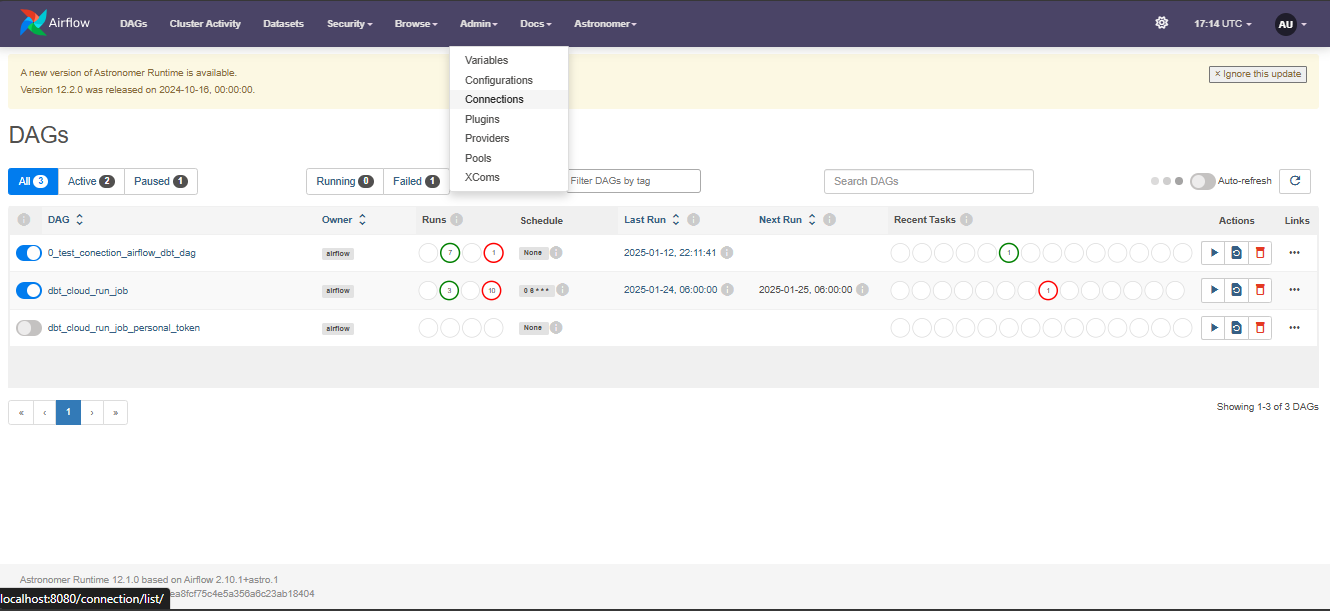 Airflow DAGs Cluster Activity Datasets Security Browse Admin Docs Astronomer 17:14 UTC AU
Variables
Configurations
Connections
Plugins
Providers
Pools
XComs
A new version of Astronomer Runtime is available.
Version 12.2.0 was released on 2024-10-16, 00:00:00.
× Ignore this update
DAGs
All 3 Active 2 Paused 1 Running 0 Failed 1 Filter DAGs by tag Search DAGs Auto-refresh
DAG Owner Runs Schedule Last Run Next Run Recent Tasks Actions Links
0_test_conection_airflow_dbt_dag airflow 7 1 None 2025-01-12, 22:11:41 1
dbt_cloud_run_job airflow 3 10 0 6 * * * 2025-01-24, 06:00:00 2025-01-25, 06:00:00 1
dbt_cloud_run_job_personal_token airflow None
« ‹ 1 › »
Showing 1-3 of 3 DAGs
Astronomer Runtime 12.1.0 based on Airflow 2.10.1+astro.1
localhost:8080/connection/list/